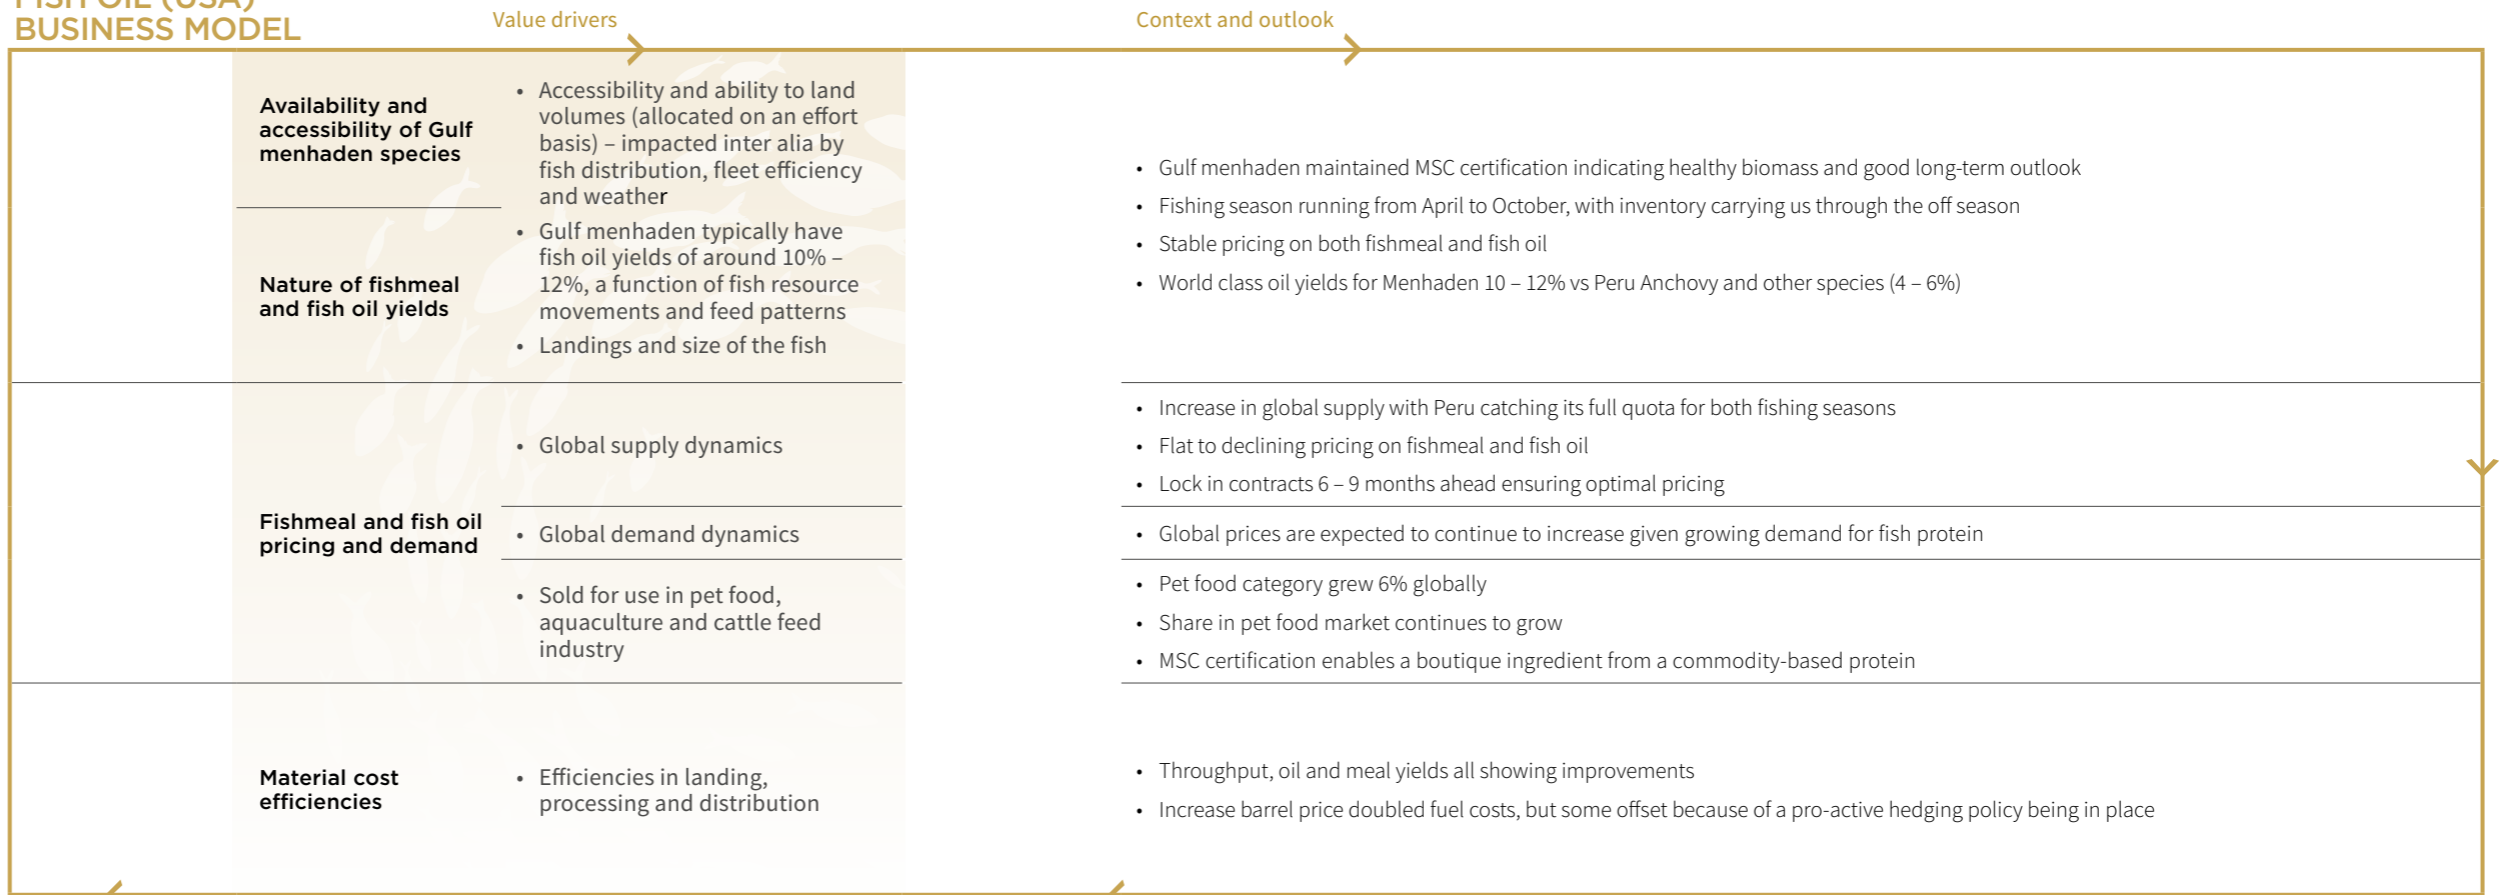 FISH OIL (USA)
BUSINESS MODEL
Value drivers
Context and outlook
Availability and
accessibility of Gulf
menhaden species
• Accessibility and ability to land
volumes (allocated on an effort
basis) – impacted inter alia by
fish distribution, fleet efficiency
and weather
Nature of fishmeal
and fish oil yields
• Gulf menhaden typically have
fish oil yields of around 10% –
12%, a function of fish resource
movements and feed patterns
• Landings and size of the fish
• Gulf menhaden maintained MSC certification indicating healthy biomass and good long-term outlook
• Fishing season running from April to October, with inventory carrying us through the off season
• Stable pricing on both fishmeal and fish oil
• World class oil yields for Menhaden 10 – 12% vs Peru Anchovy and other species (4 – 6%)
Fishmeal and fish oil
pricing and demand
• Global supply dynamics
• Increase in global supply with Peru catching its full quota for both fishing seasons
• Flat to declining pricing on fishmeal and fish oil
• Lock in contracts 6 – 9 months ahead ensuring optimal pricing
• Global demand dynamics
• Global prices are expected to continue to increase given growing demand for fish protein
• Sold for use in pet food,
aquaculture and cattle feed
industry
• Pet food category grew 6% globally
• Share in pet food market continues to grow
• MSC certification enables a boutique ingredient from a commodity-based protein
Material cost
efficiencies
• Efficiencies in landing,
processing and distribution
• Throughput, oil and meal yields all showing improvements
• Increase barrel price doubled fuel costs, but some offset because of a pro-active hedging policy being in place